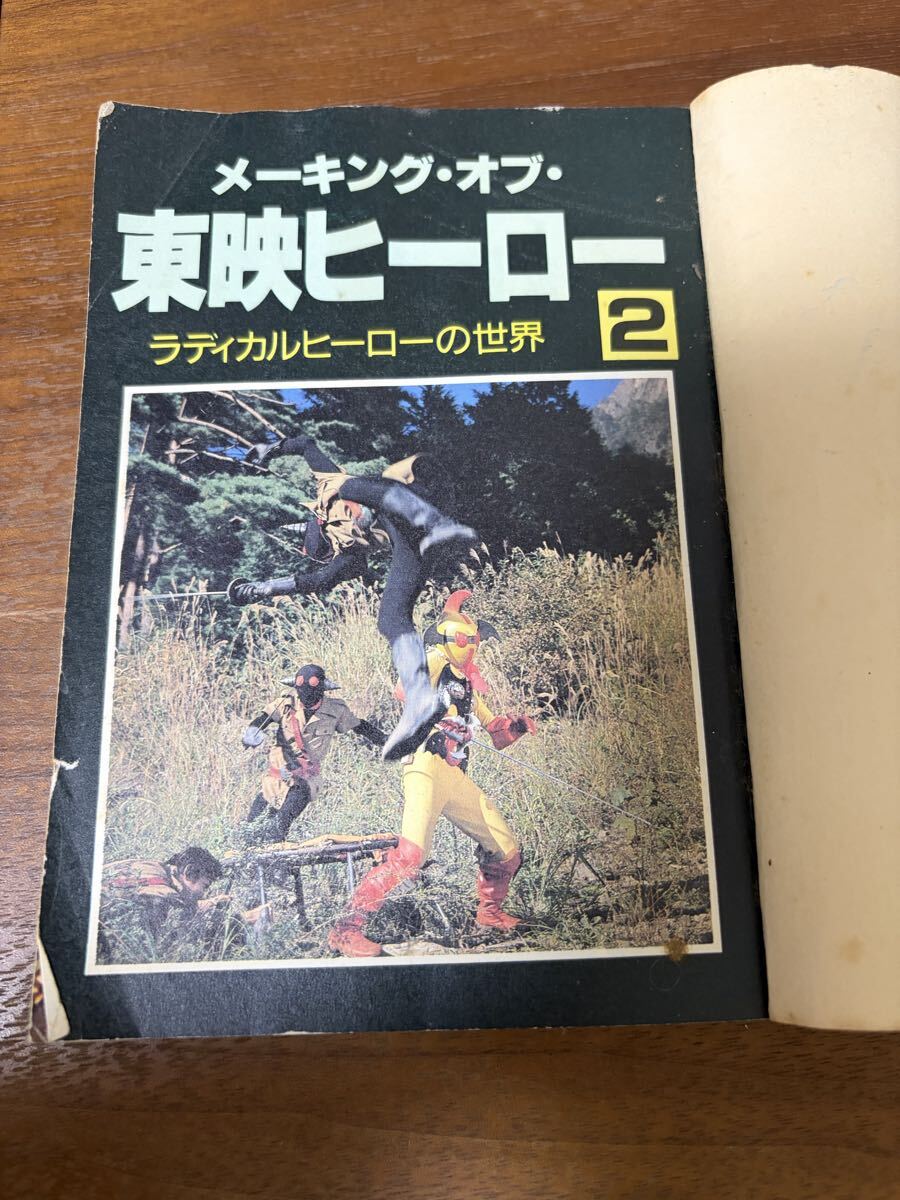 メーキング・オブ・
東映ヒーロー
2
ラディカルヒーローの世界